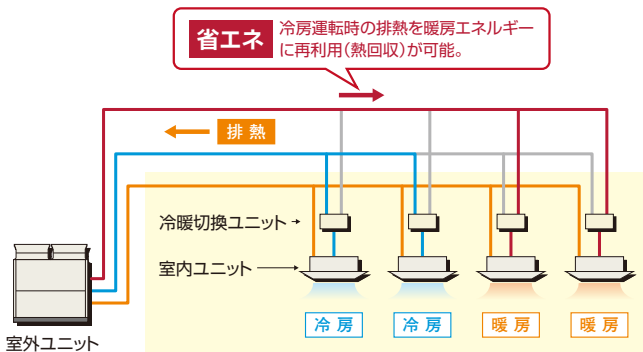 省エネ
冷房運転時の排熱を暖房エネルギー
に再利用(熱回収)が可能。
排熱
冷暖切換ユニット
室内ユニット
冷房
冷房
暖房
暖房
室外ユニット